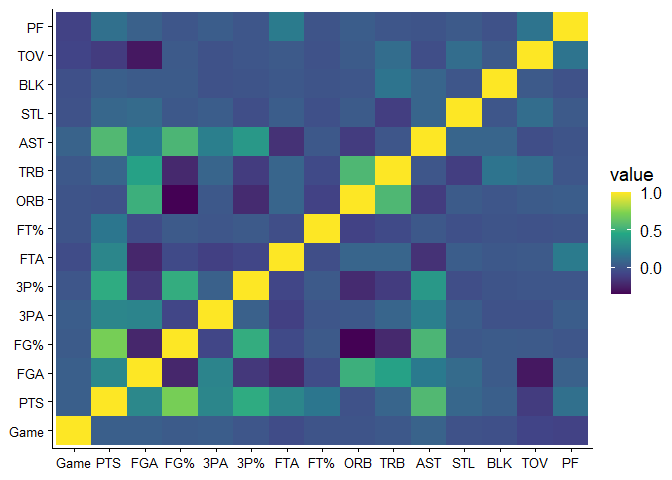 PF
TOV
BLK
STL
AST
TRB
ORB
FT%
FTA
3P%
3PA
FG%
FGA
PTS
Game
Game PTS FGA FG% 3PA 3P% FTA FT% ORB TRB AST STL BLK TOV PF
value
1.0
0.5
0.0